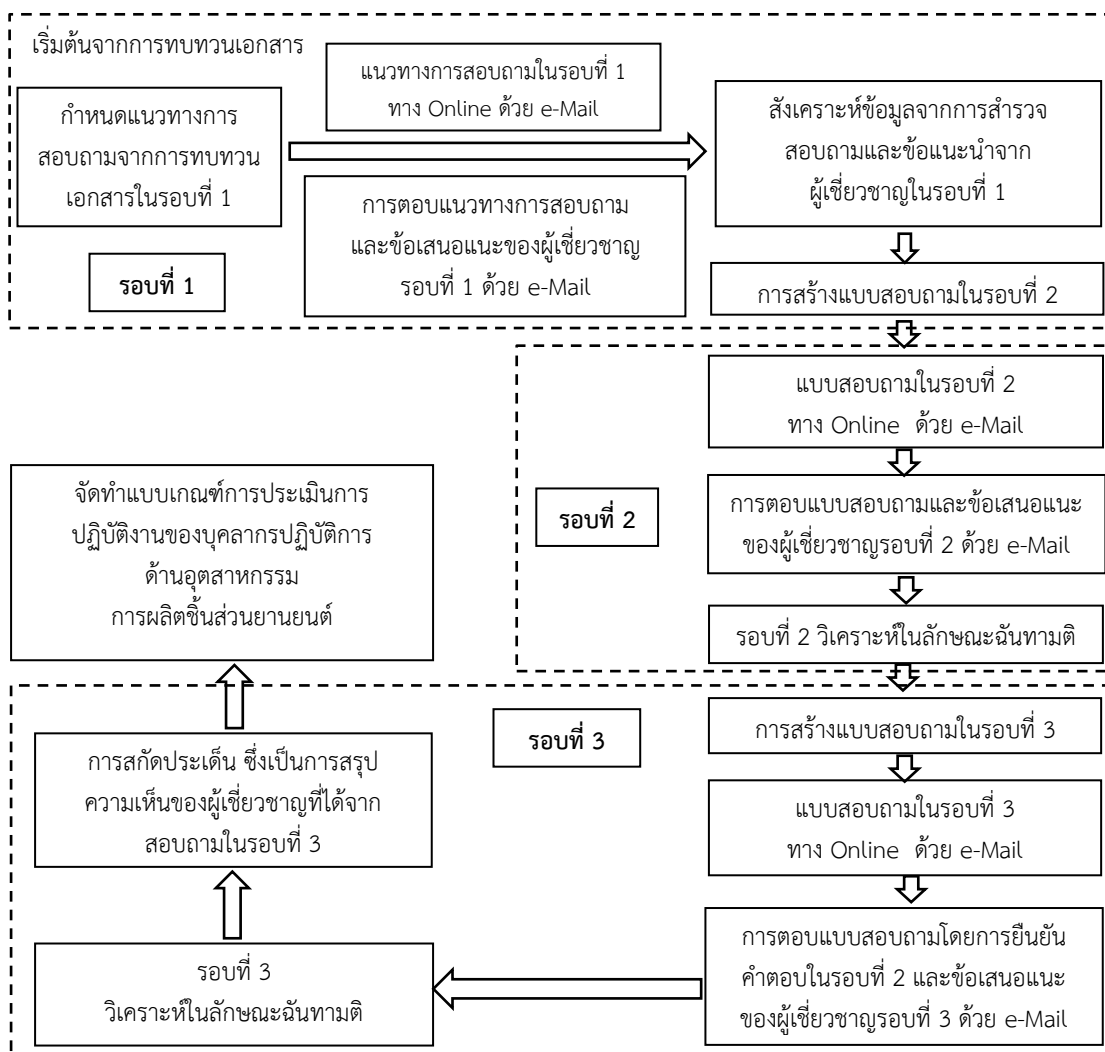 เริ่มต้นจากการทบทวนเอกสาร
กำหนดแนวทางการ
สอบถามจากการทบทวน
เอกสารในรอบที่ 1
แนวทางการสอบถามในรอบที่ 1
ทาง Online ด้วย e-Mail
การตอบแนวทางการสอบถาม
และข้อเสนอแนะของผู้เชี่ยวชาญ
รอบที่ 1 ด้วย e-Mail
สังเคราะห์ข้อมูลจากการสำรวจ
สอบถามและข้อแนะนำจาก
ผู้เชี่ยวชาญในรอบที่ 1
รอบที่ 1
การสร้างแบบสอบถามในรอบที่ 2
แบบสอบถามในรอบที่ 2
ทาง Online ด้วย e-Mail
รอบที่ 2
การตอบแบบสอบถามและข้อเสนอแนะ
ของผู้เชี่ยวชาญรอบที่ 2 ด้วย e-Mail
รอบที่ 2 วิเคราะห์ในลักษณะฉันทามติ
รอบที่ 3
การสร้างแบบสอบถามในรอบที่ 3
แบบสอบถามในรอบที่ 3
ทาง Online ด้วย e-Mail
การตอบแบบสอบถามโดยการยืนยัน
คำตอบในรอบที่ 2 และข้อเสนอแนะ
ของผู้เชี่ยวชาญรอบที่ 3 ด้วย e-Mail
รอบที่ 3
วิเคราะห์ในลักษณะฉันทามติ
การสกัดประเด็น ซึ่งเป็นการสรุป
ความเห็นของผู้เชี่ยวชาญที่ได้จาก
สอบถามในรอบที่ 3
จัดทำแบบเกณฑ์การประเมินการ
ปฏิบัติงานของบุคลากรปฏิบัติการ
ด้านอุตสาหกรรม
การผลิตชิ้นส่วนยานยนต์